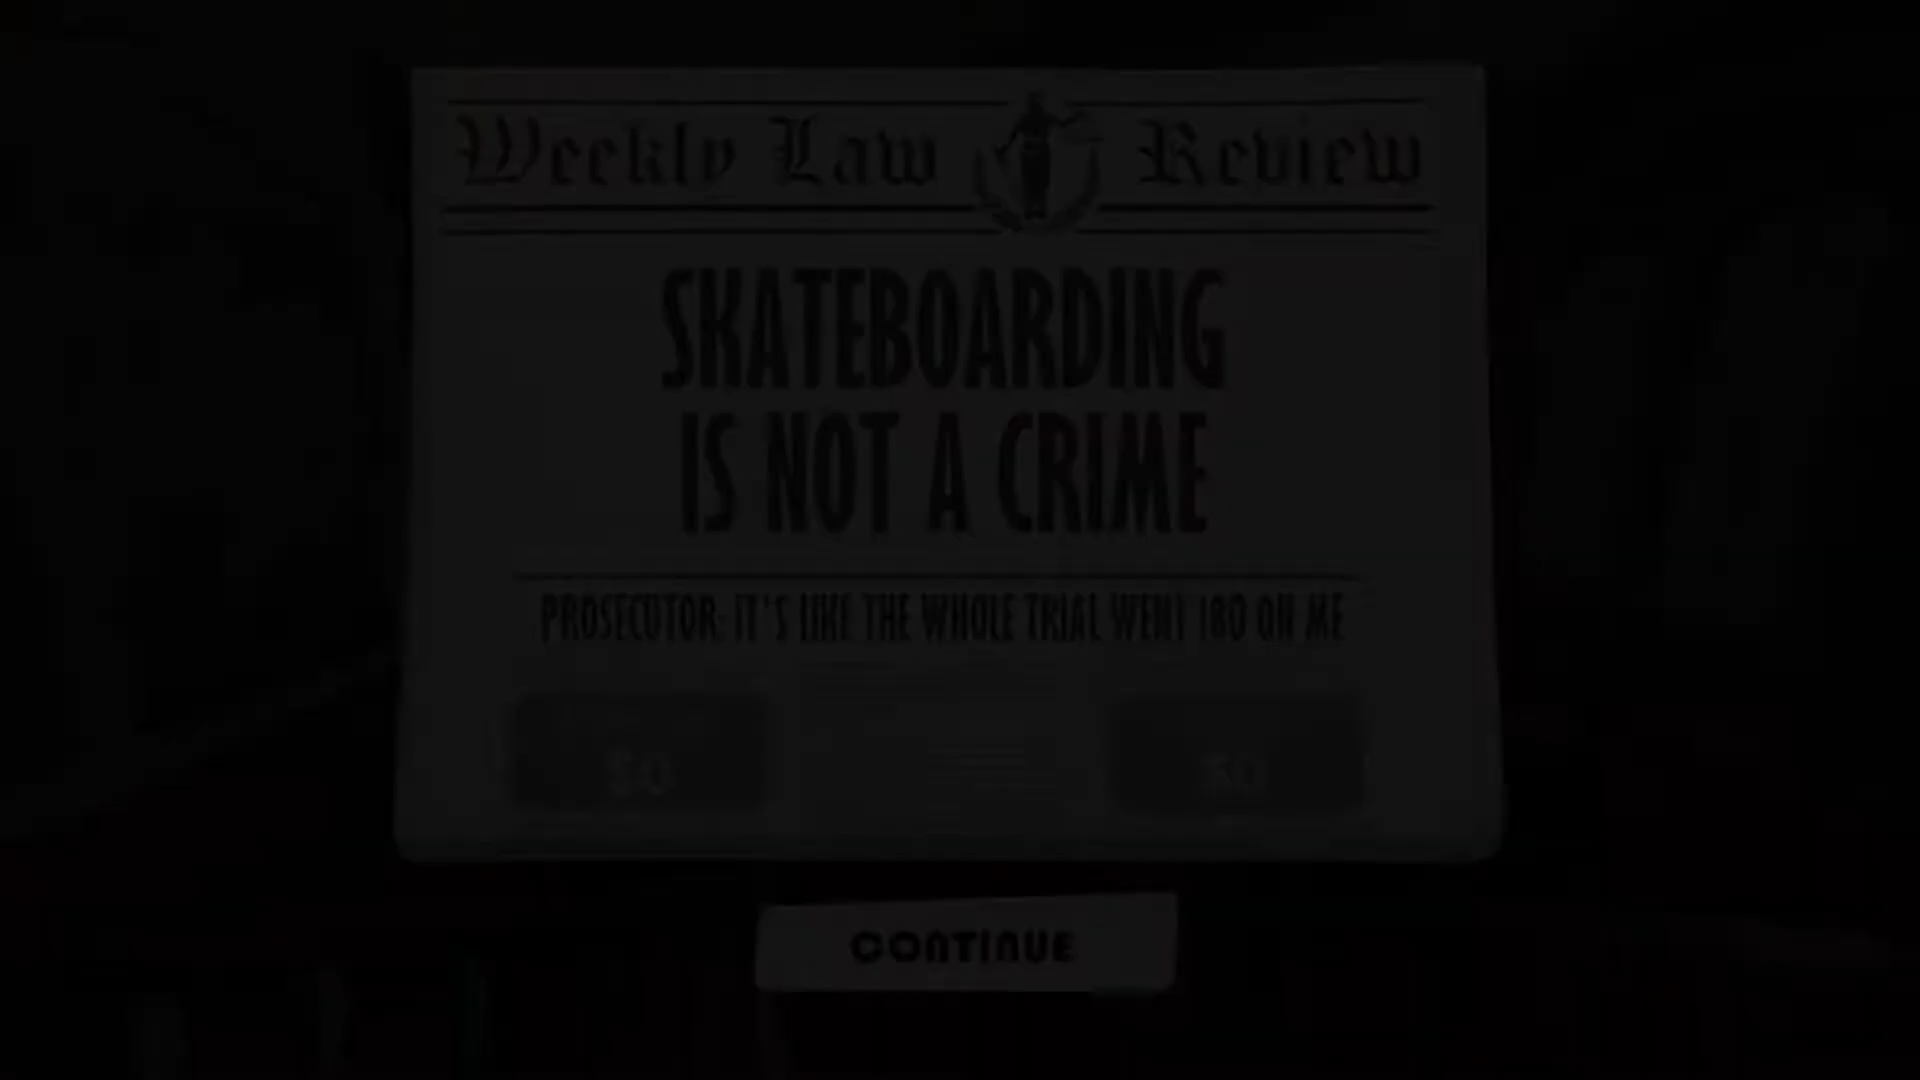 Weekly Law Review
SKATEBOARDING
IS NOT A CRIME
PROSECUTOR: IT'S LIKE THE WHOLE TRIAL WENT 180 ON ME
CONTINUE